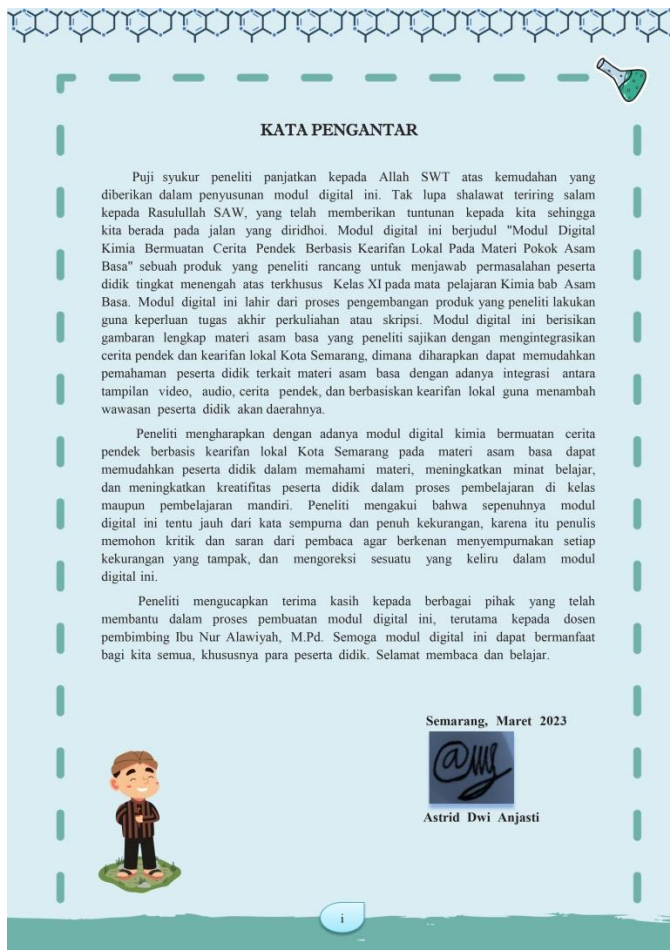 KATA PENGANTAR
Puji syukur peneliti panjatkan kepada Allah SWT atas kemudahan yang
diberikan dalam penyusunan modul digital ini. Tak lupa shalawat teriring salam
kepada Rasulullah SAW, yang telah memberikan tuntunan kepada kita sehingga
kita berada pada jalan yang diridhoi. Modul digital ini berjudul "Modul Digital
Kimia Bermuatan Cerita Pendek Berbasis Kearifan Lokal Pada Materi Pokok Asam
Basa" sebuah produk yang peneliti rancang untuk menjawab permasalahan peserta
didik tingkat menengah atas terkhusus Kelas XI pada mata pelajaran Kimia bab Asam
Basa. Modul digital ini lahir dari proses pengembangan produk yang peneliti lakukan
guna keperluan tugas akhir perkuliahan atau skripsi. Modul digital ini berisikan
gambaran lengkap materi asam basa yang peneliti sajikan dengan mengintegrasikan
cerita pendek dan kearifan lokal Kota Semarang, dimana diharapkan dapat memudahkan
pemahaman peserta didik terkait materi asam basa dengan adanya integrasi antara
tampilan video, audio, cerita pendek, dan berbasiskan kearifan lokal guna menambah
wawasan peserta didik akan daerahnya.
Peneliti mengharapkan dengan adanya modul digital kimia bermuatan cerita
pendek berbasis kearifan lokal Kota Semarang pada materi asam basa dapat
memudahkan peserta didik dalam memahami materi, meningkatkan minat belajar,
dan meningkatkan kreatifitas peserta didik dalam proses pembelajaran di kelas
maupun pembelajaran mandiri. Peneliti mengakui bahwa sepenuhnya modul
digital ini tentu jauh dari kata sempurna dan penuh kekurangan, karena itu penulis
memohon kritik dan saran dari pembaca agar berkenan menyempurnakan setiap
kekurangan yang tampak, dan mengoreksi sesuatu yang keliru dalam modul
digital ini.
Peneliti mengucapkan terima kasih kepada berbagai pihak yang telah
membantu dalam proses pembuatan modul digital ini, terutama kepada dosen
pembimbing Ibu Nur Alawiyah, M.Pd. Semoga modul digital ini dapat bermanfaat
bagi kita semua, khususnya para peserta didik. Selamat membaca dan belajar.
Semarang, Maret 2023
Astrid Dwi Anjasti
i